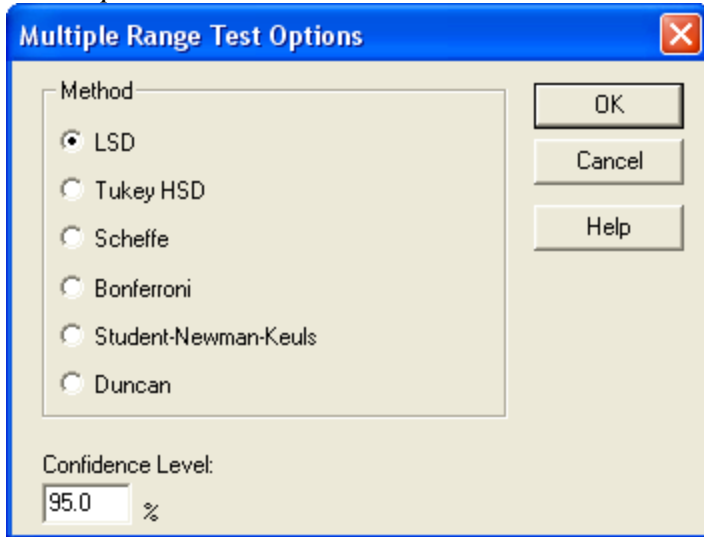 Multiple Range Test Options
Method
LSD
Tukey HSD
Scheffe
Bonferroni
Student-Newman-Keuls
Duncan
OK
Cancel
Help
Confidence Level:
95.0 %